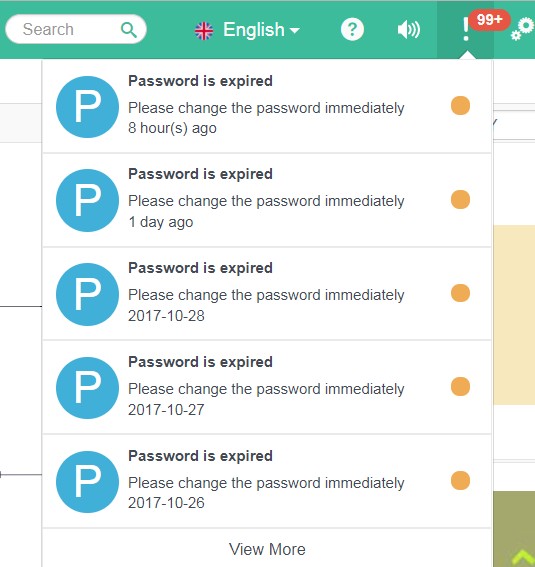 Search
English
?
!
99+
P
Password is expired
Please change the password immediately
8 hour(s) ago
P
Password is expired
Please change the password immediately
1 day ago
P
Password is expired
Please change the password immediately
2017-10-28
P
Password is expired
Please change the password immediately
2017-10-27
P
Password is expired
Please change the password immediately
2017-10-26
View More